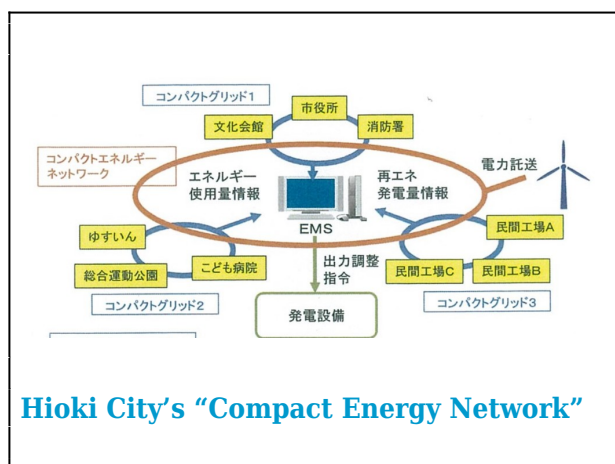 コンパクトグリッド1
市役所
文化会館
消防署
コンパクトエネルギー
ネットワーク
エネルギー
使用量情報
再エネ
発電量情報
電力託送
EMS
ゆすいん
総合運動公園
こども病院
コンパクトグリッド2
出力調整
指令
民間工場A
民間工場C
民間工場B
コンパクトグリッド3
発電設備
Hioki City’s “Compact Energy Network”